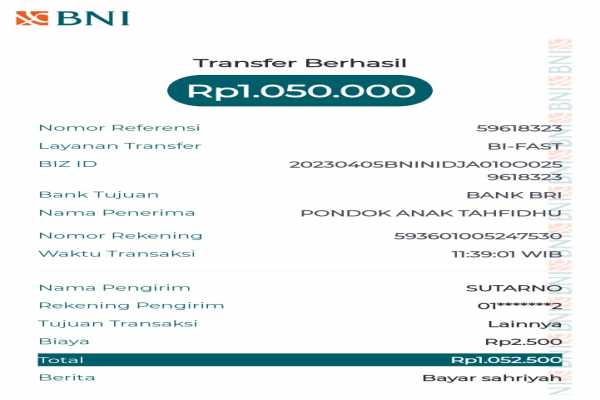 BNI
Transfer Berhasil
Rp1.050.000
Nomor Referensi 59618323
Layanan Transfer BI-FAST
BIZ ID 20230405BNINIDJA010O0025
9618323
Bank Tujuan BANK BRI
Nama Penerima PONDOK ANAK TAHFIDHU
Nomor Rekening 593601005247530
Waktu Transaksi 11:39:01 WIB
Nama Pengirim SUTARNO
Rekening Pengirim 01*******2
Tujuan Transaksi Lainnya
Biaya Rp2.500
Total Rp1.052.500
Berita Bayar sahriyah